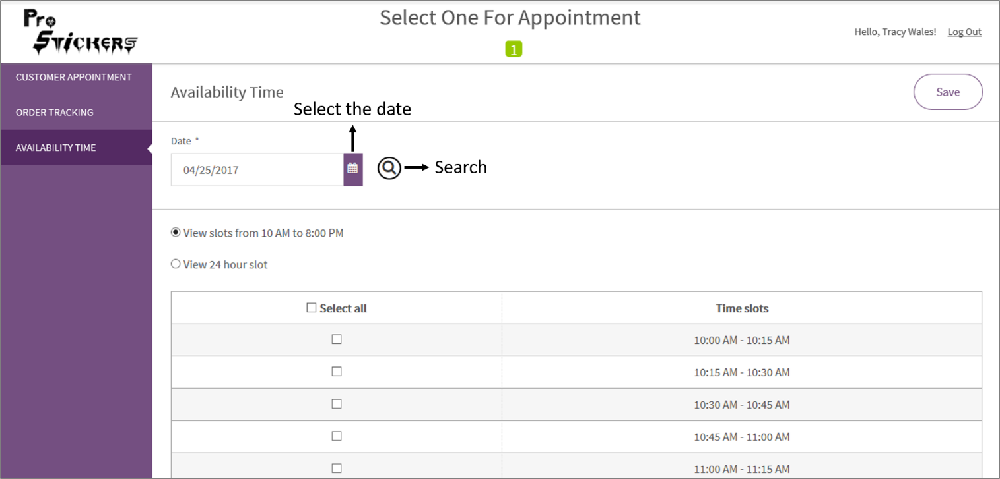 Pro
Stickers
Select One For Appointment
1
Hello, Tracy Wales! Log Out
CUSTOMER APPOINTMENT
ORDER TRACKING
AVAILABILITY TIME
Availability Time
Save
Select the date
Date *
04/25/2017
Search
View slots from 10 AM to 8:00 PM
View 24 hour slot
Select all Time slots
10:00 AM - 10:15 AM
10:15 AM - 10:30 AM
10:30 AM - 10:45 AM
10:45 AM - 11:00 AM
11:00 AM - 11:15 AM